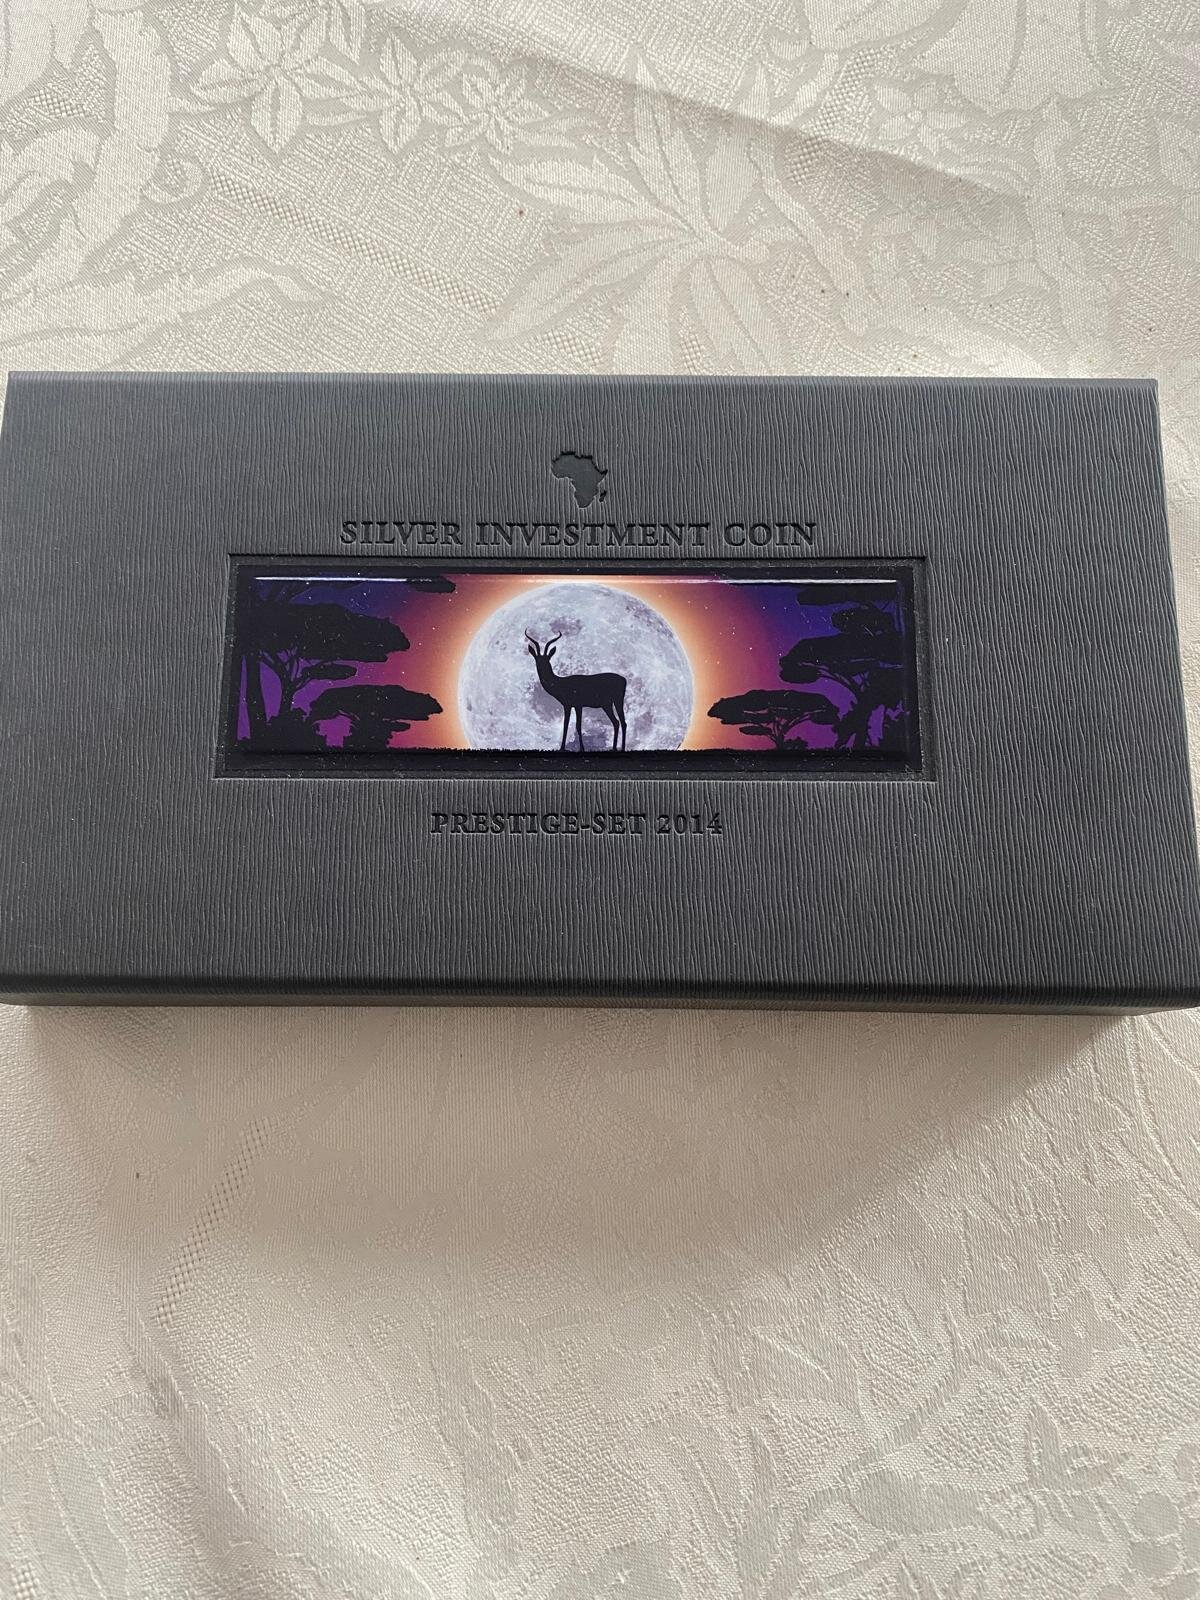 SILVER INVESTMENT COIN
PRESTIGE-SET 2014